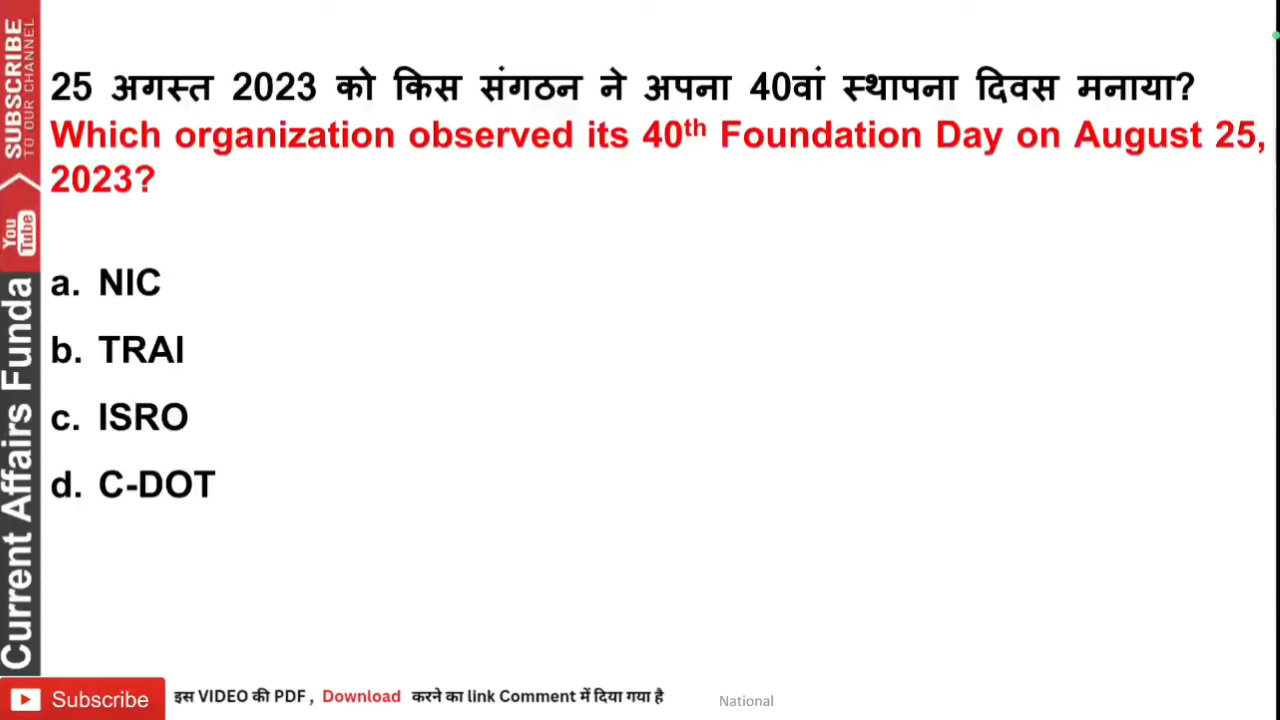 25 अगस्त 2023 को किस संगठन ने अपना 40वां स्थापना दिवस मनाया?
Which organization observed its 40th Foundation Day on August 25,
2023?
a. NIC
b. TRAI
c. ISRO
d. C-DOT
SUBSCRIBE
TO OUR CHANNEL
You
Tube
Current Affairs Funda
Subscribe
इस VIDEO की PDF , Download करने का link Comment में दिया गया है
National